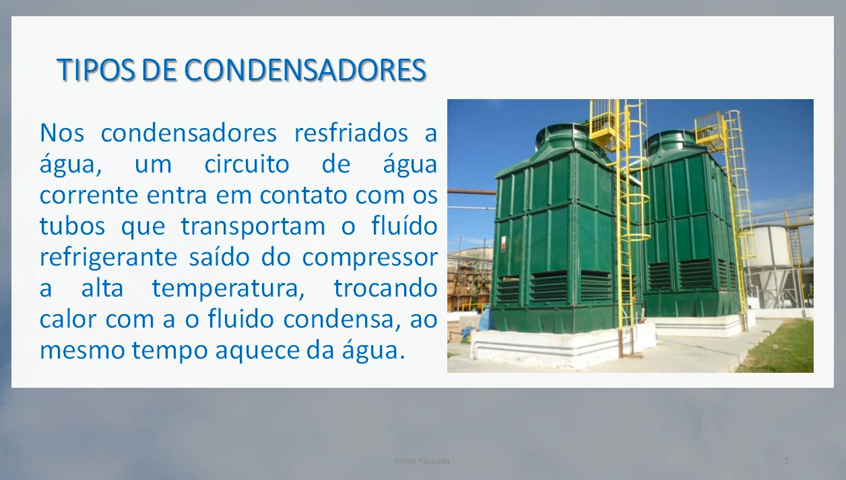 TIPOS DE CONDENSADORES
Nos condensadores resfriados a
água, um circuito de água
corrente entra em contato com os
tubos que transportam o fluído
refrigerante saído do compressor
a alta temperatura, trocando
calor com a o fluido condensa, ao
mesmo tempo aquece da água.
5